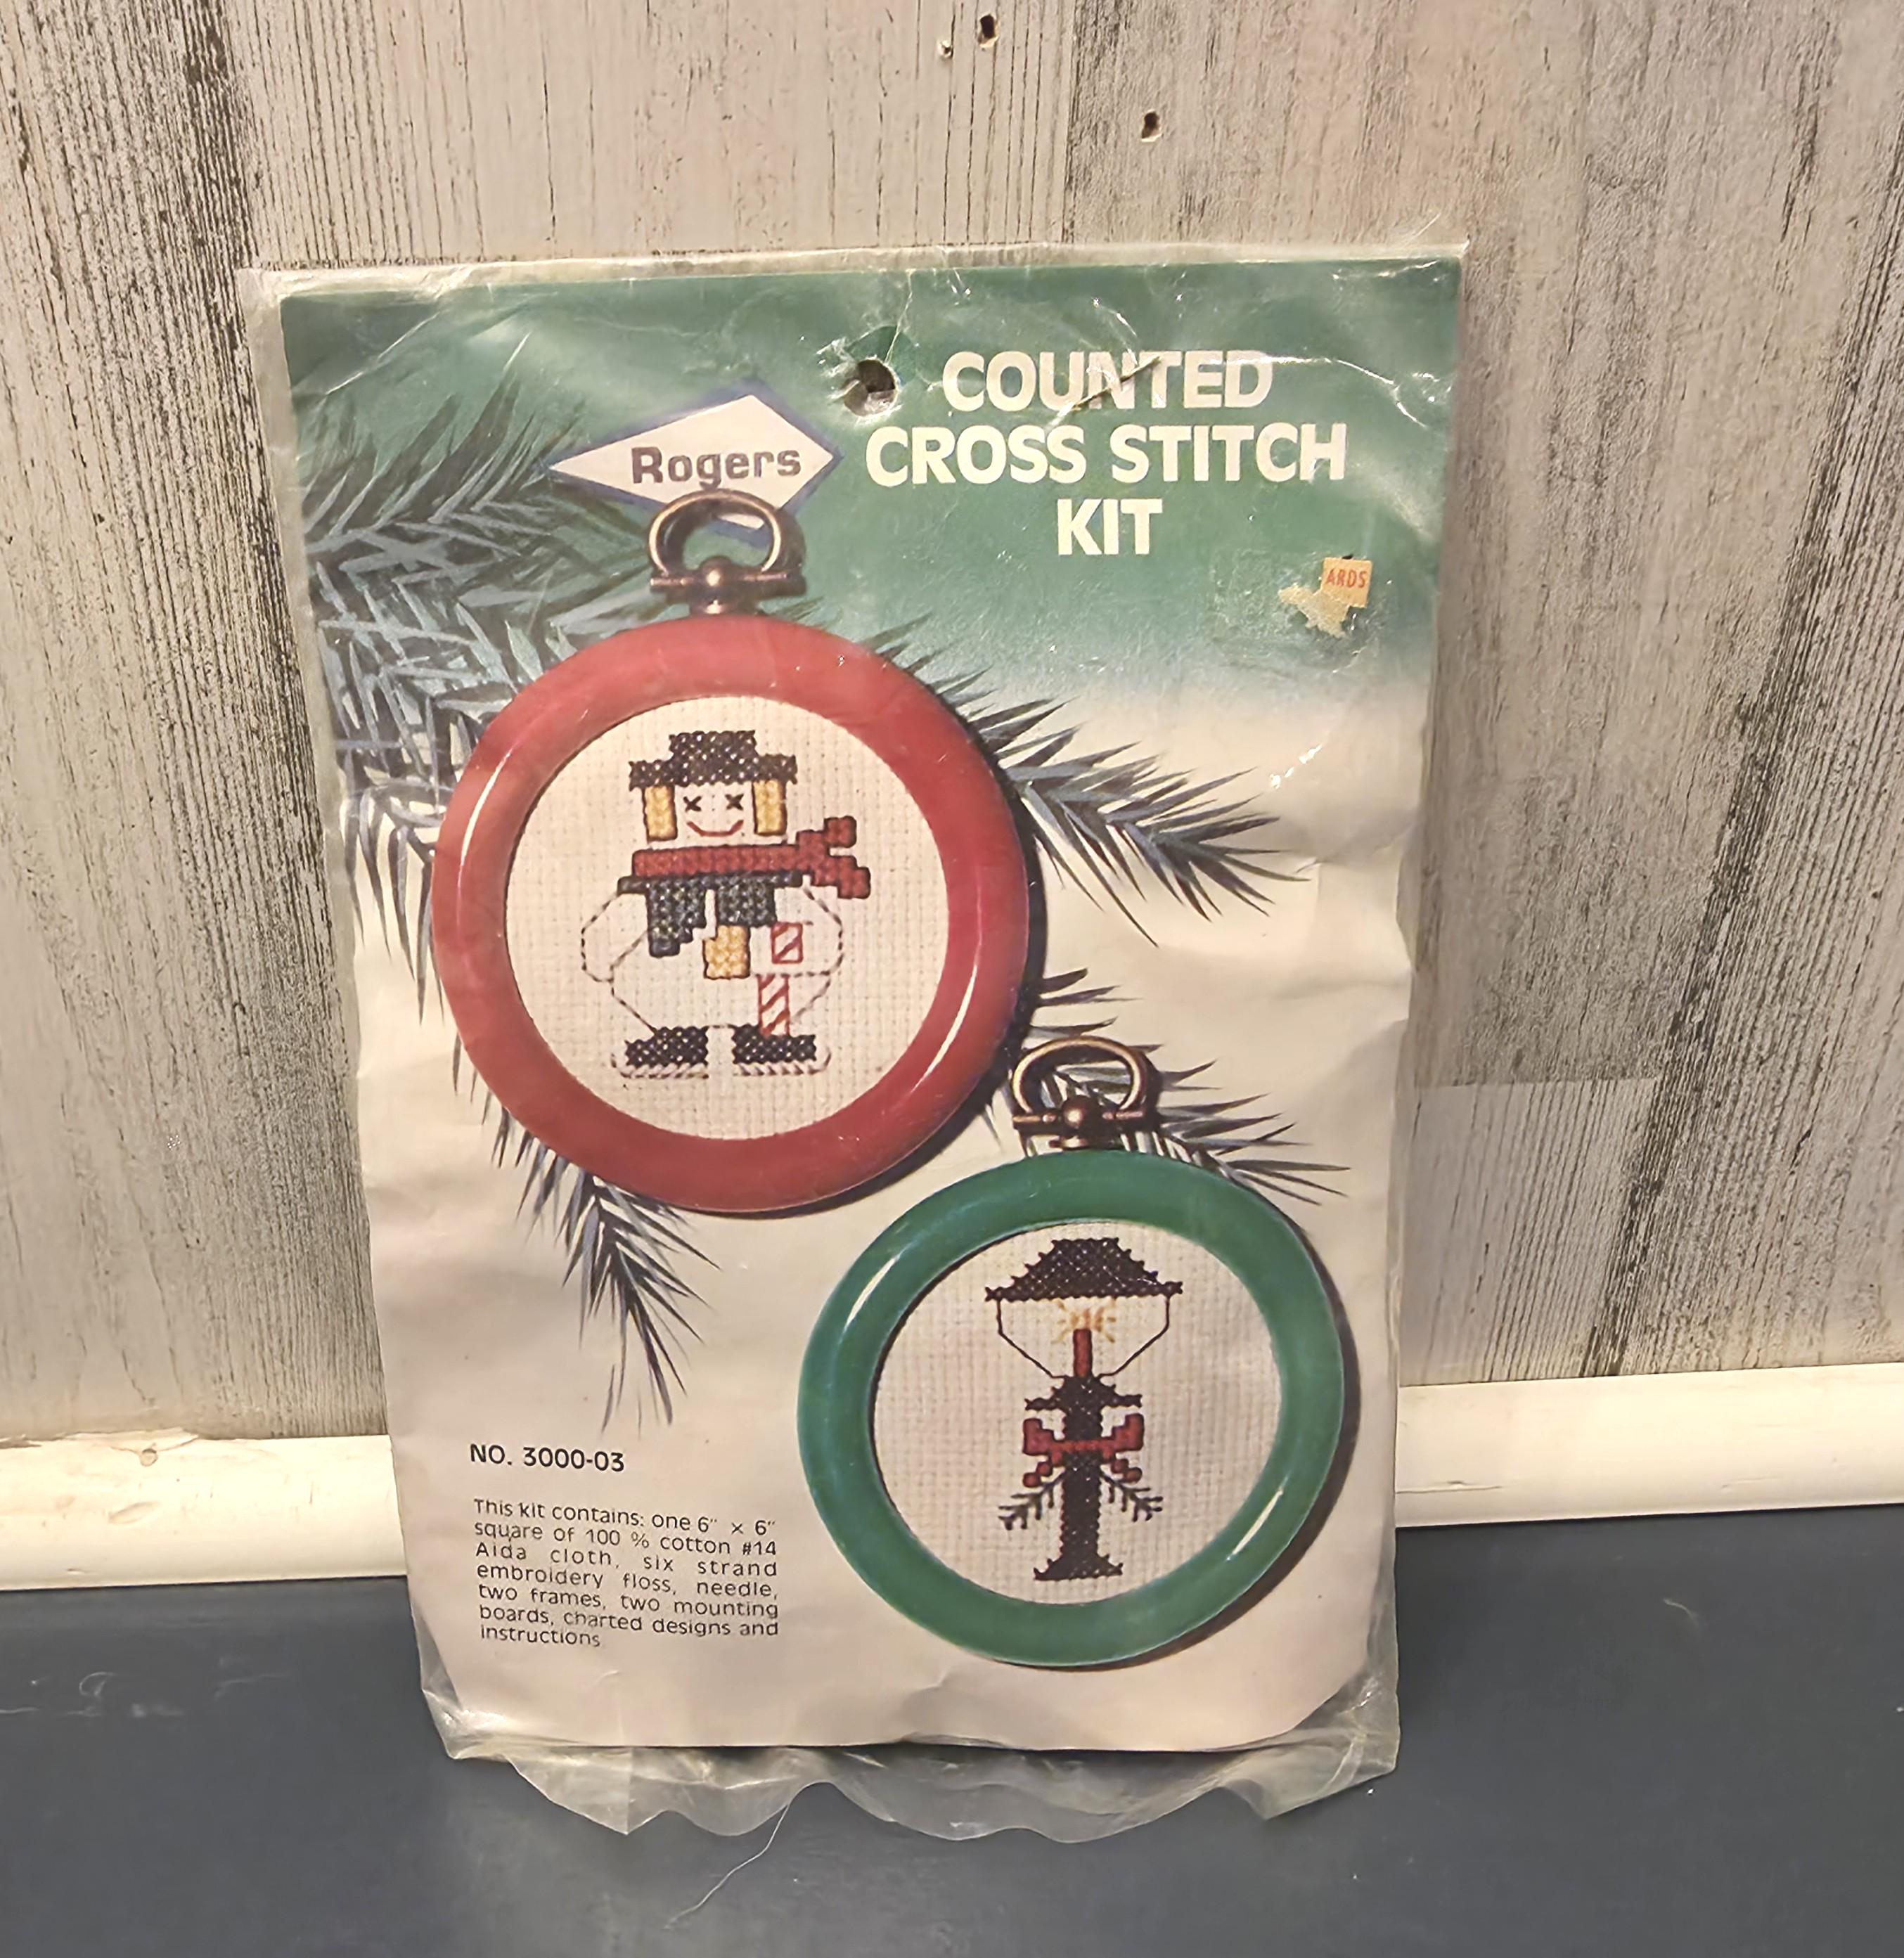 Rogers
COUNTED
CROSS STITCH
KIT
ARDS
NO. 3000-03
This kit contains: one 6" x 6"
square of 100 % cotton #14
Aida cloth, six strand
embroidery floss, needle,
two frames, two mounting
boards, charted designs and
instructions